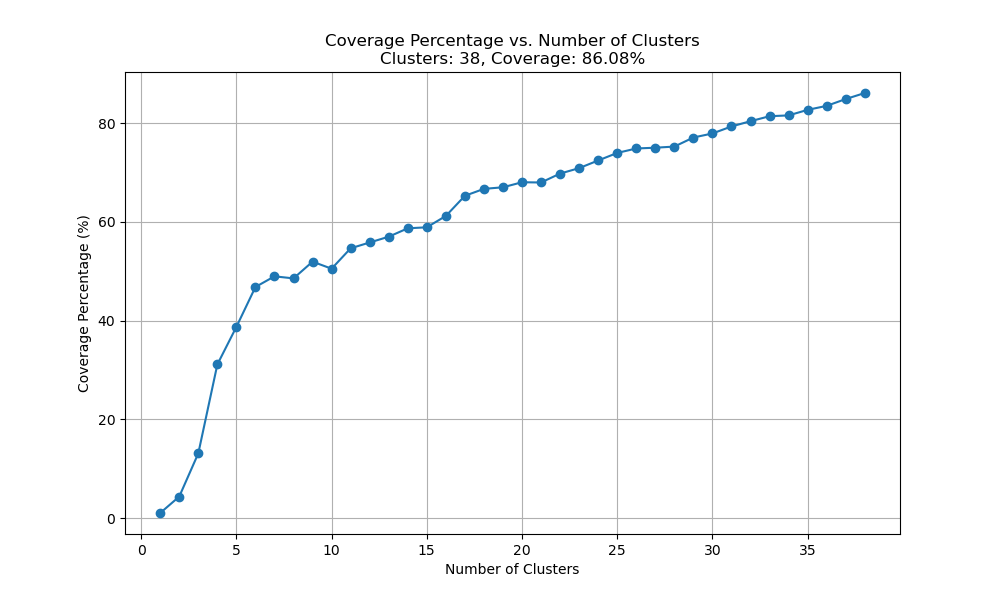 Coverage Percentage vs. Number of Clusters
Clusters: 38, Coverage: 86.08%
Coverage Percentage (%)
80
60
40
20
0
0 5 10 15 20 25 30 35
Number of Clusters